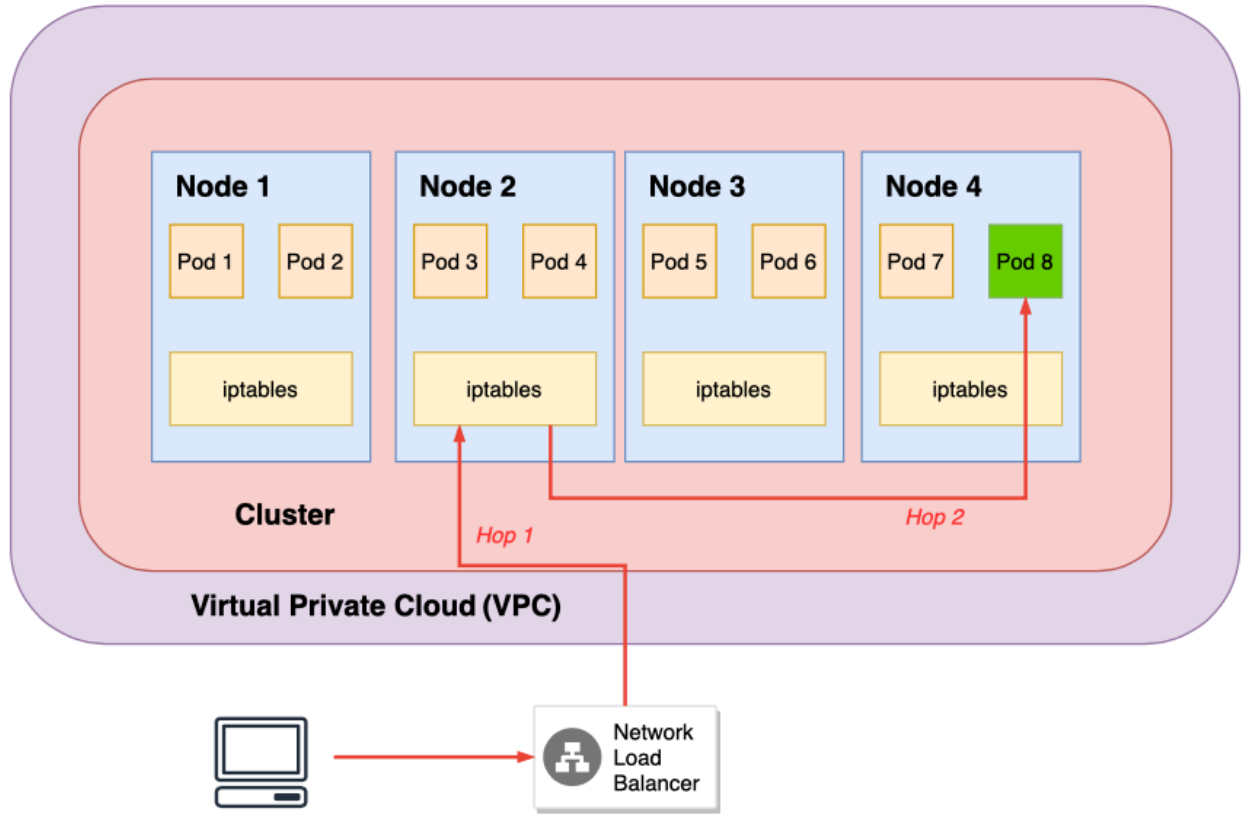 Node 1
Node 2
Node 3
Node 4
Pod 1
Pod 2
Pod 3
Pod 4
Pod 5
Pod 6
Pod 7
Pod 8
iptables
iptables
iptables
iptables
Cluster
Hop 1
Hop 2
Virtual Private Cloud (VPC)
Network
Load
Balancer